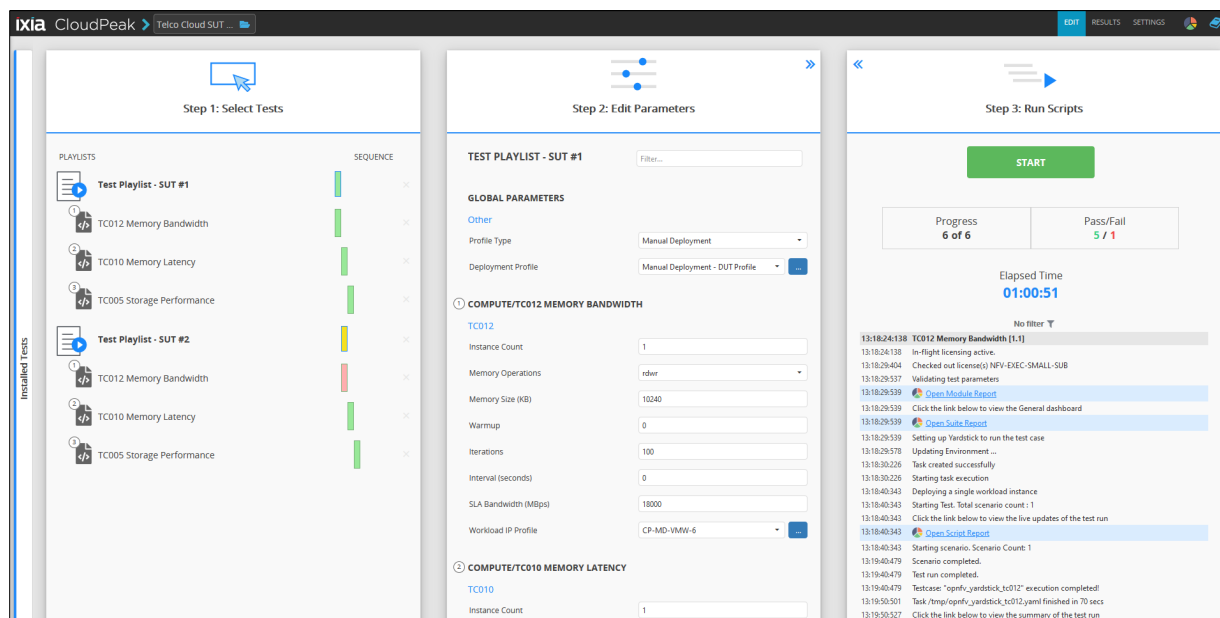 ixia CloudPeak Telco Cloud SUT ...
EDIT RESULTS SETTINGS
Installed Tests
Step 1: Select Tests
PLAYLISTS SEQUENCE
Test Playlist - SUT #1
1 TC012 Memory Bandwidth
2 TC010 Memory Latency
3 TC005 Storage Performance
Test Playlist - SUT #2
1 TC012 Memory Bandwidth
2 TC010 Memory Latency
3 TC005 Storage Performance
Step 2: Edit Parameters
TEST PLAYLIST - SUT #1 Filter...
GLOBAL PARAMETERS
Other
Profile Type Manual Deployment
Deployment Profile Manual Deployment - DUT Profile ...
1 COMPUTE/TC012 MEMORY BANDWIDTH
TC012
Instance Count 1
Memory Operations rdwr
Memory Size (KB) 10240
Warmup 0
Iterations 100
Interval (seconds) 0
SLA Bandwidth (MBps) 18000
Workload IP Profile CP-MD-VMW-6 ...
2 COMPUTE/TC010 MEMORY LATENCY
TC010
Instance Count 1
Step 3: Run Scripts
START
Progress Pass/Fail
6 of 6 5 / 1
Elapsed Time
01:00:51
No filter
13:18:24:138 TC012 Memory Bandwidth [1.1]
13:18:24:138 In-flight licensing active.
13:18:29:404 Checked out license(s) NFV-EXEC-SMALL-SUB
13:18:29:537 Validating test parameters
13:18:29:539 Open Module Report
13:18:29:539 Click the link below to view the General dashboard
13:18:29:539 Open Suite Report
13:18:29:539 Setting up Yardstick to run the test case
13:18:29:578 Updating Environment ...
13:18:30:226 Task created successfully
13:18:30:226 Starting task execution
13:18:40:343 Deploying a single workload instance
13:18:40:343 Starting Test. Total scenario count : 1
13:18:40:343 Click the link below to view the live updates of the test run
13:18:40:343 Open Script Report
13:18:40:343 Starting scenario. Scenario Count: 1
13:19:40:479 Scenario completed.
13:19:40:479 Test run completed.
13:19:40:479 Testcase: "opnfv_yardstick_tc012" execution completed!
13:19:50:501 Task /tmp/opnfv_yardstick_tc012.yaml finished in 70 secs
13:19:50:527 Click the link below to view the summary of the test run